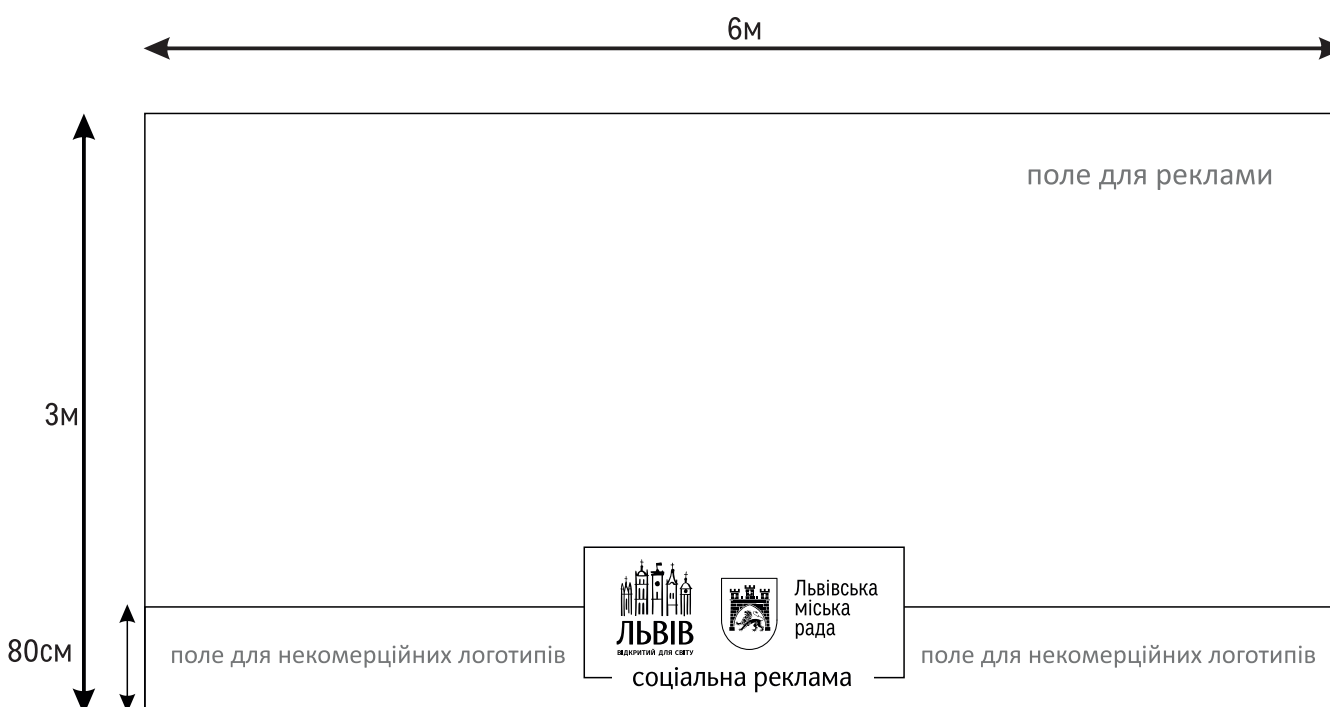 6м
поле для реклами
3м
Львівська
міська
рада
ЛЬВІВ
ВІДКРИТИЙ ДЛЯ СВІТУ
80см
поле для некомерційних логотипів
поле для некомерційних логотипів
соціальна реклама